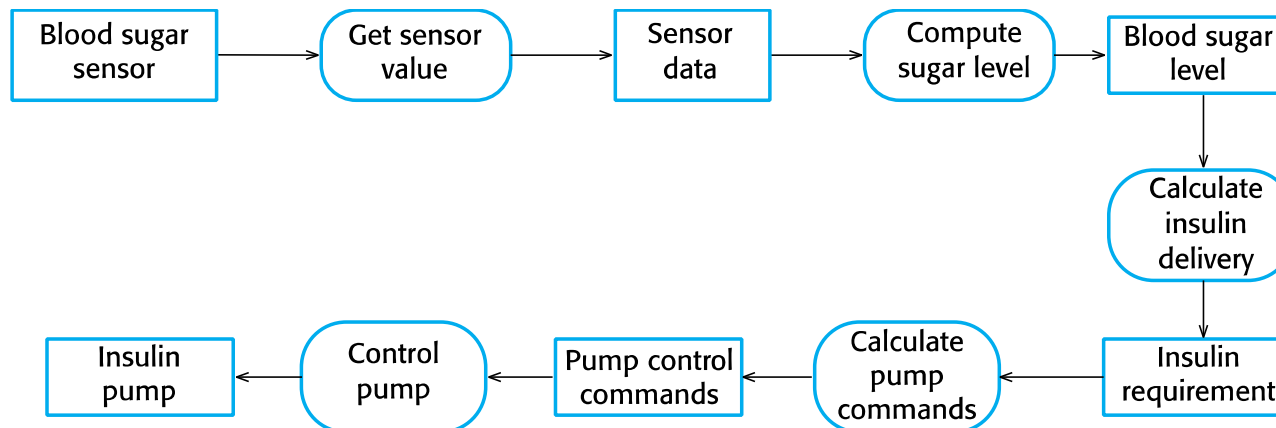 Blood sugar
sensor
Get sensor
value
Sensor
data
Compute
sugar level
Blood sugar
level
Calculate
insulin
delivery
Insulin
pump
Control
pump
Pump control
commands
Calculate
pump
commands
Insulin
requirement